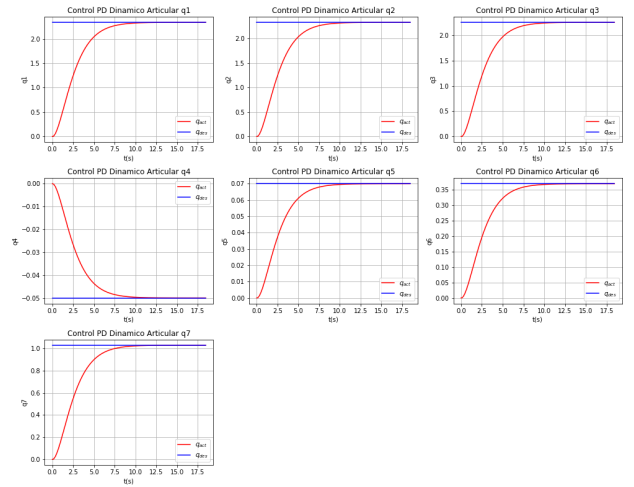 Control PD Dinamico Articular q1
Control PD Dinamico Articular q2
Control PD Dinamico Articular q3
2.0
1.5
1.0
0.5
0.0
q1
q_act
q_des
0.0 2.5 5.0 7.5 10.0 12.5 15.0 17.5
t(s)
2.0
1.5
1.0
0.5
0.0
q2
q_act
q_des
0.0 2.5 5.0 7.5 10.0 12.5 15.0 17.5
t(s)
2.0
1.5
1.0
0.5
0.0
q3
q_act
q_des
0.0 2.5 5.0 7.5 10.0 12.5 15.0 17.5
t(s)
Control PD Dinamico Articular q4
Control PD Dinamico Articular q5
Control PD Dinamico Articular q6
0.00
−0.01
−0.02
−0.03
−0.04
−0.05
q4
q_act
q_des
0.0 2.5 5.0 7.5 10.0 12.5 15.0 17.5
t(s)
0.07
0.06
0.05
0.04
0.03
0.02
0.01
0.00
q5
q_act
q_des
0.0 2.5 5.0 7.5 10.0 12.5 15.0 17.5
t(s)
0.35
0.30
0.25
0.20
0.15
0.10
0.05
0.00
q6
q_act
q_des
0.0 2.5 5.0 7.5 10.0 12.5 15.0 17.5
t(s)
Control PD Dinamico Articular q7
1.0
0.8
0.6
0.4
0.2
0.0
q7
q_act
q_des
0.0 2.5 5.0 7.5 10.0 12.5 15.0 17.5
t(s)